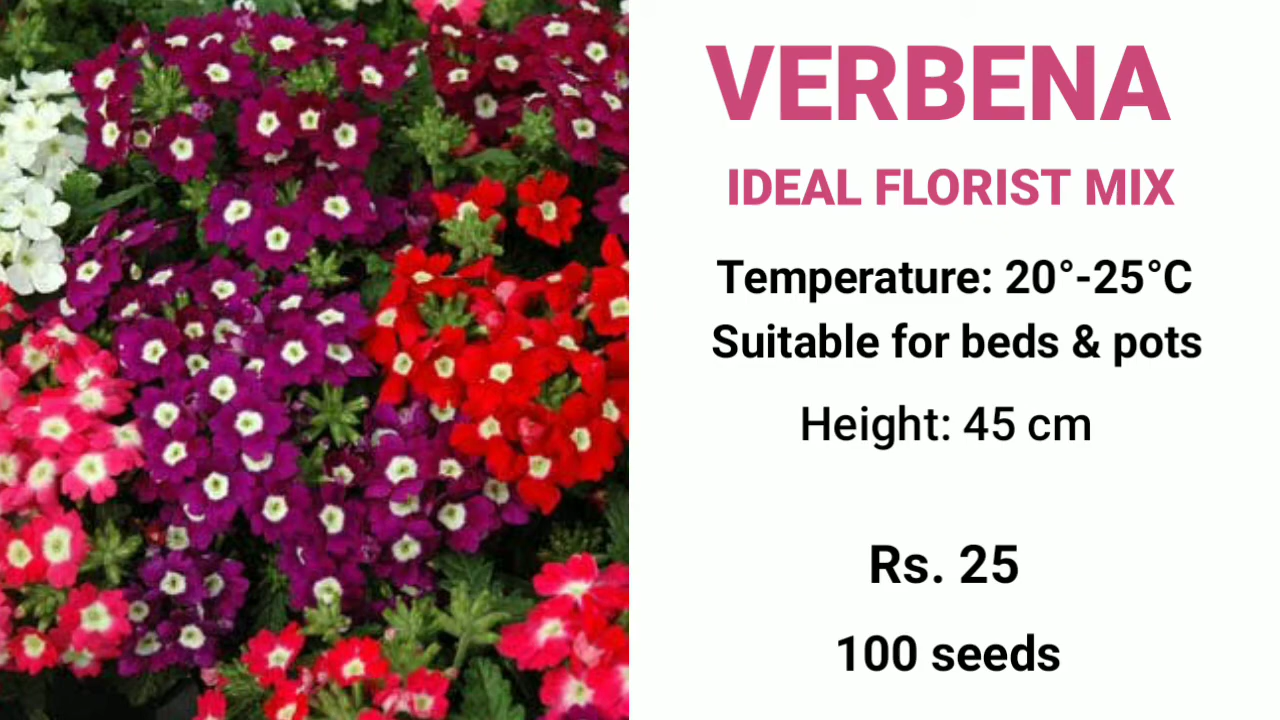 VERBENA
IDEAL FLORIST MIX
Temperature: 20°-25°C
Suitable for beds & pots
Height: 45 cm
Rs. 25
100 seeds